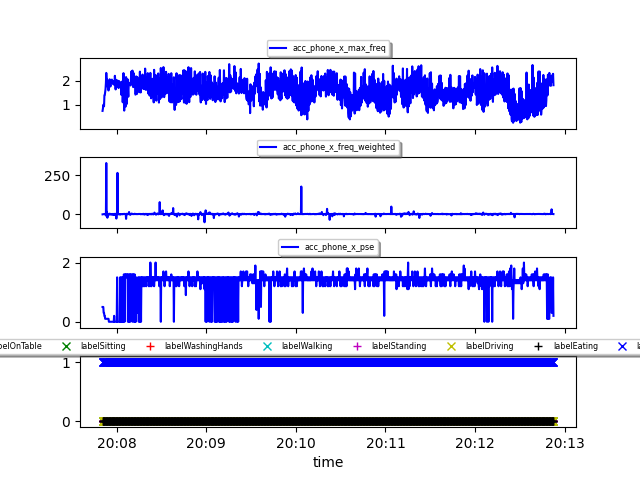 acc_phone_x_max_freq
2
1
acc_phone_x_freq_weighted
250
0
acc_phone_x_pse
2
0
elOnTable labelSitting labelWashingHands labelWalking labelStanding labelDriving labelEating
1
0
20:08 20:09 20:10 20:11 20:12 20:13
time